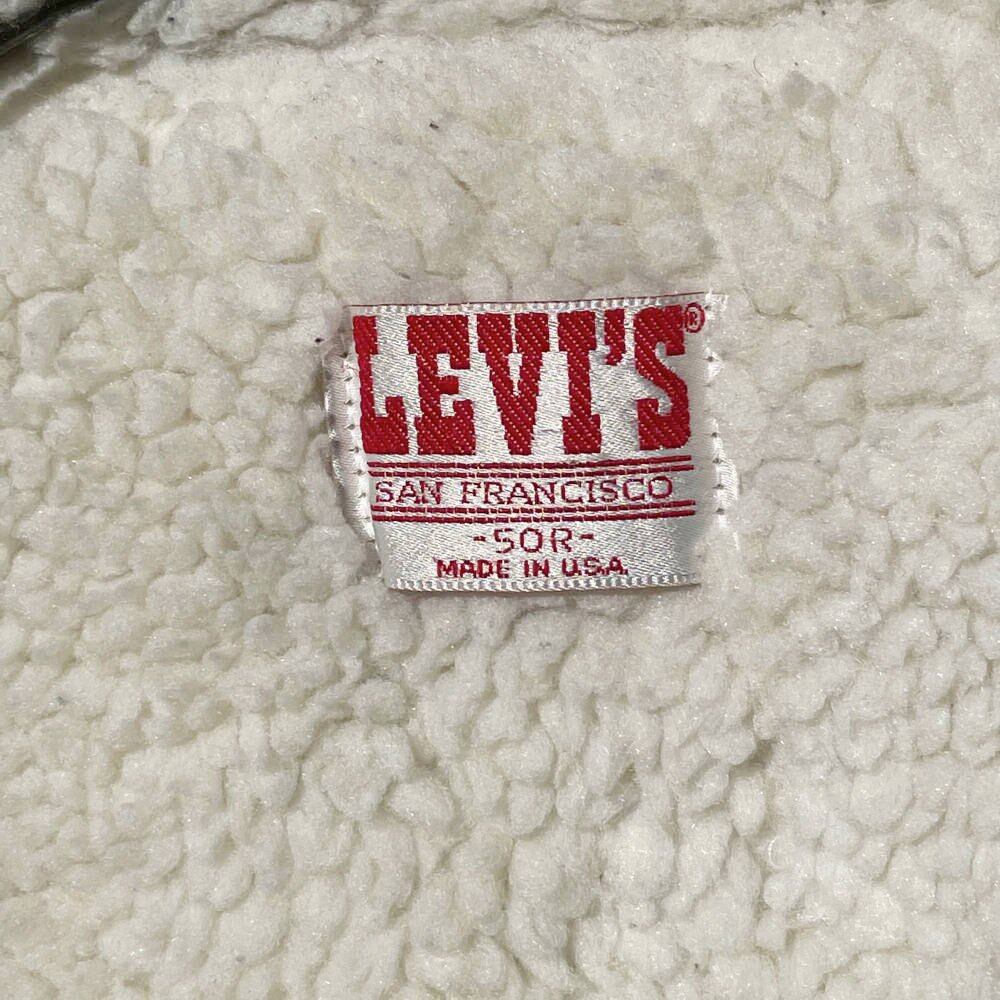 LEVI'S®
SAN FRANCISCO
-50R-
MADE IN U.S.A.